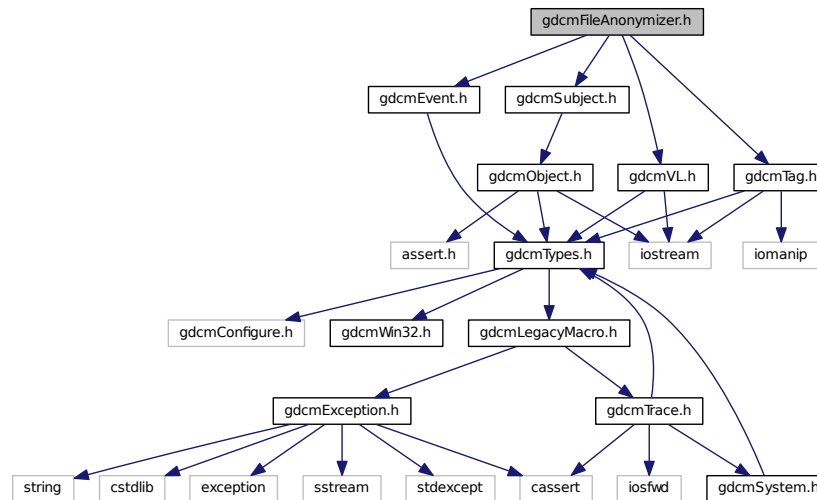 gdcmFileAnonymizer.h
gdcmEvent.h
gdcmSubject.h
gdcmObject.h
gdcmVL.h
gdcmTag.h
assert.h
gdcmTypes.h
iostream
iomanip
gdcmConfigure.h
gdcmWin32.h
gdcmLegacyMacro.h
gdcmException.h
gdcmTrace.h
string
cstdlib
exception
sstream
stdexcept
cassert
iosfwd
gdcmSystem.h